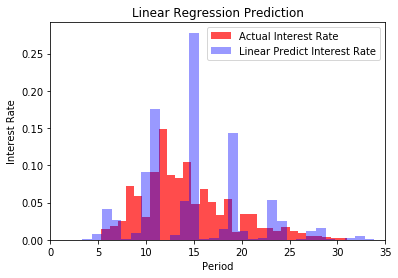 Linear Regression Prediction
Actual Interest Rate
Linear Predict Interest Rate
Interest Rate
0.25
0.20
0.15
0.10
0.05
0.00
0 5 10 15 20 25 30 35
Period